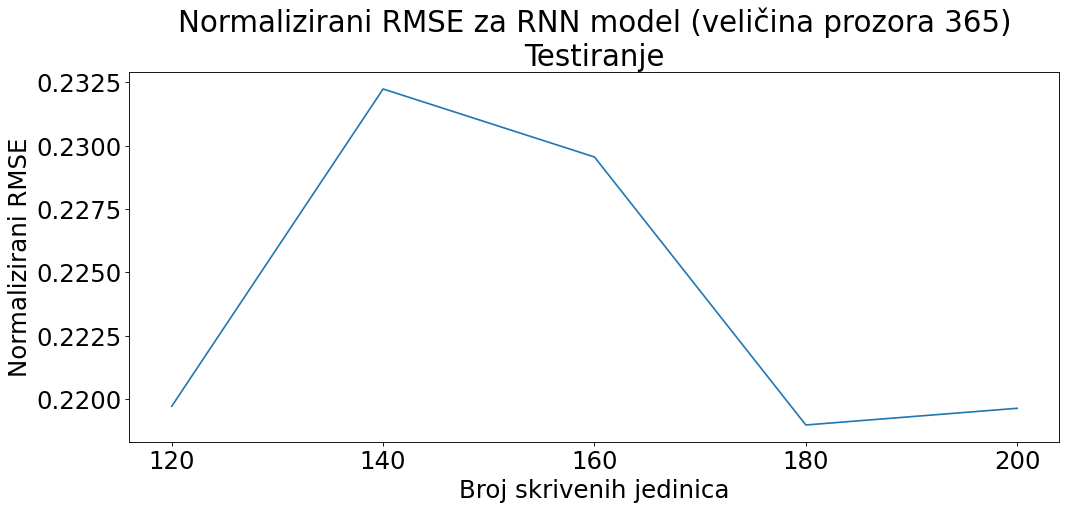 Normalizirani RMSE za RNN model (veličina prozora 365)
Testiranje
Normalizirani RMSE
0.2325
0.2300
0.2275
0.2250
0.2225
0.2200
120 140 160 180 200
Broj skrivenih jedinica